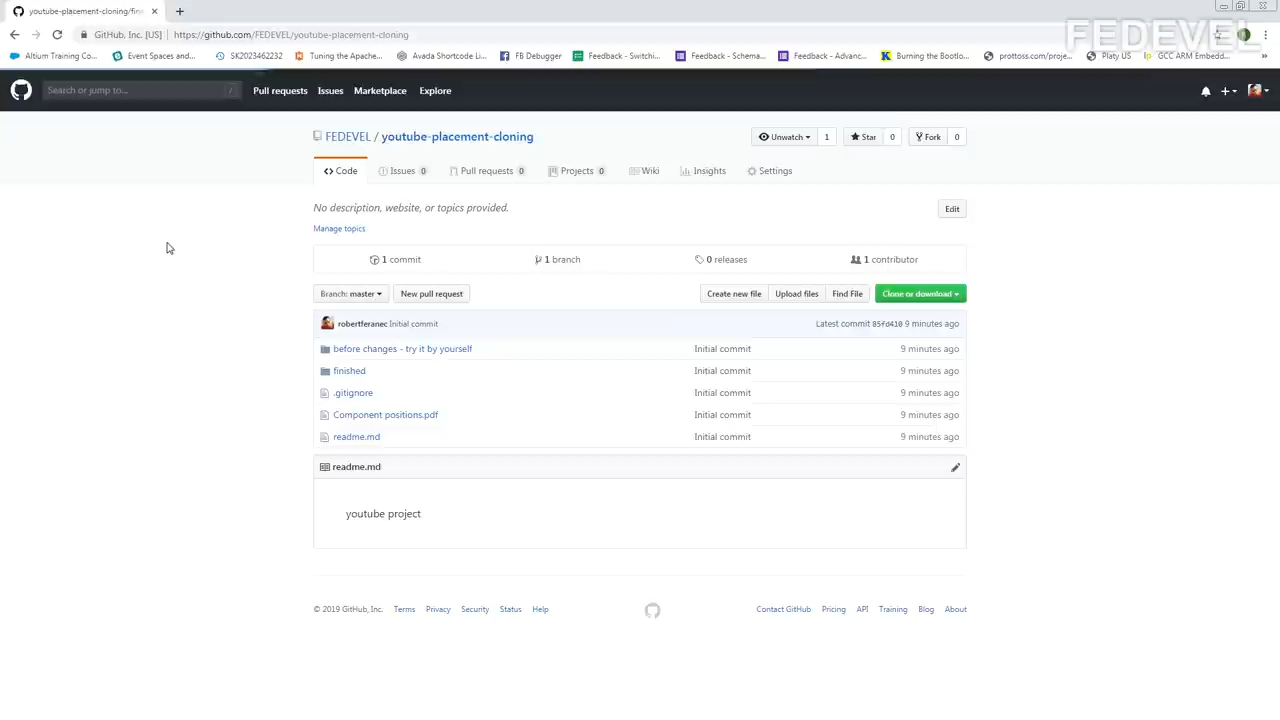 youtube-placement-cloning/fin
FEDEVEL
GitHub, Inc. [US] https://github.com/FEDEVEL/youtube-placement-cloning
Altium Training Co... Event Spaces and... SK2023462232 Tuning the Apache... Avada Shortcode Li... FB Debugger Feedback - Switchi... Feedback - Schema... Feedback - Advanc... Burning the Bootlo... prottoss.com/proje... Platy US GCC ARM Embedd... »
Search or jump to... / Pull requests Issues Marketplace Explore
FEDEVEL / youtube-placement-cloning Unwatch 1 Star 0 Fork 0
Code Issues 0 Pull requests 0 Projects 0 Wiki Insights Settings
No description, website, or topics provided. Edit
Manage topics
1 commit 1 branch 0 releases 1 contributor
Branch: master New pull request Create new file Upload files Find File Clone or download
robertferanec Initial commit Latest commit 85fd410 9 minutes ago
before changes - try it by yourself Initial commit 9 minutes ago
finished Initial commit 9 minutes ago
.gitignore Initial commit 9 minutes ago
Component positions.pdf Initial commit 9 minutes ago
readme.md Initial commit 9 minutes ago
readme.md
youtube project
© 2019 GitHub, Inc. Terms Privacy Security Status Help Contact GitHub Pricing API Training Blog About